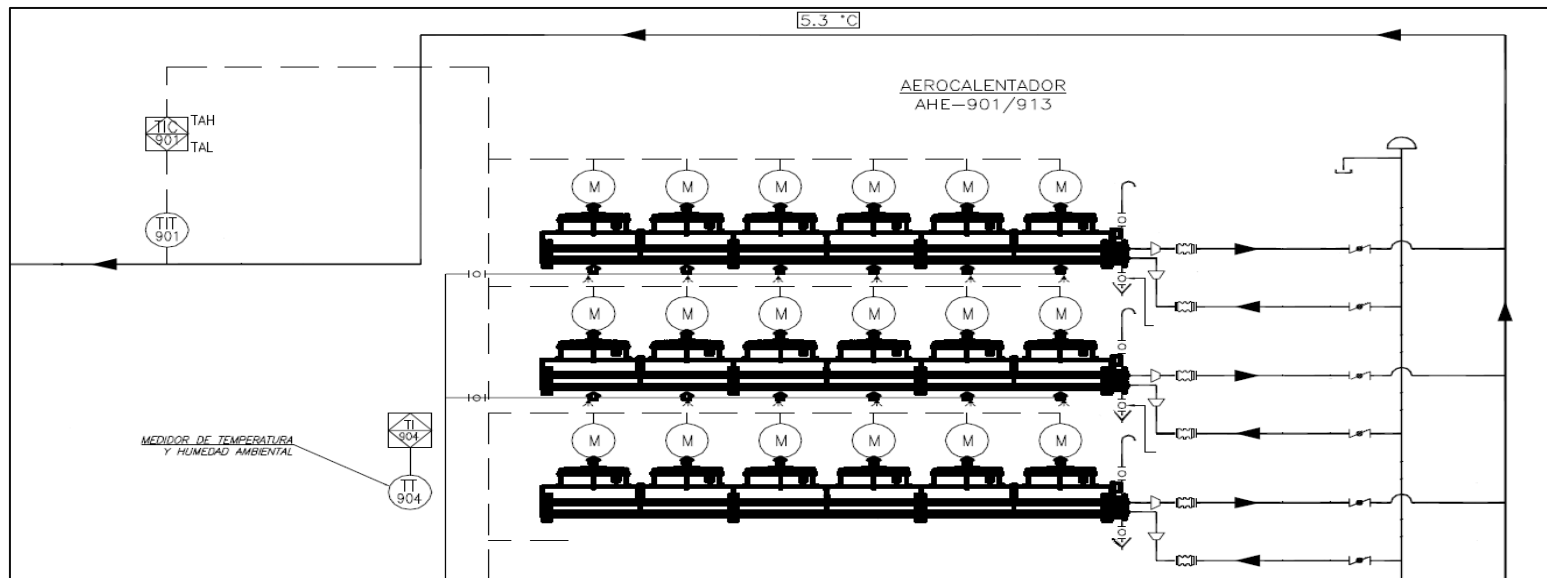 5.3 °C
AEROCALENTADOR
AHE-901/913
TIC
901
TAH
TAL
TIT
901
M M M M M M
M M M M M M
TI
904
MEDIDOR DE TEMPERATURA
Y HUMEDAD AMBIENTAL
M M M M M M
TT
904